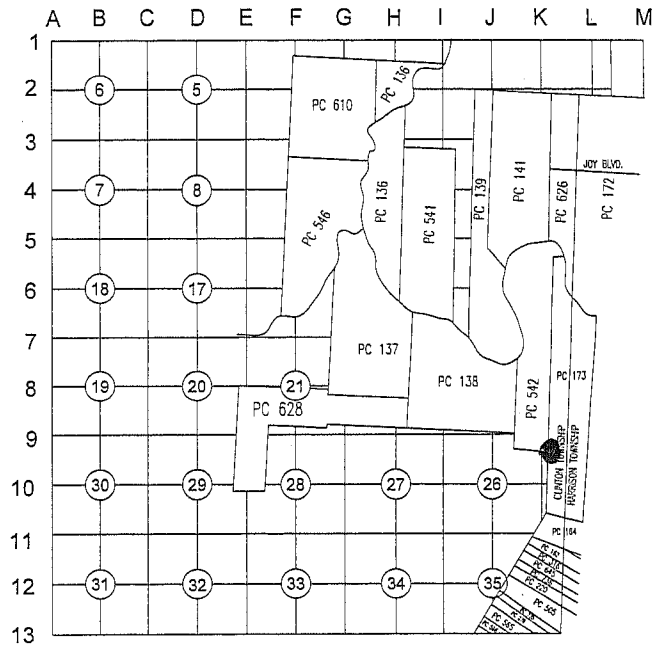 A B C D E F G H I J K L M
1
2
3
4
5
6
7
8
9
10
11
12
13
6
5
PC 610
PC 136
7
8
PC 546
PC 136
PC 541
PC 139
PC 141
PC 626
JOY BLVD.
PC 172
18
17
PC 137
19
20
21
PC 628
PC 138
PC 542
PC 173
CLINTON TOWNSHIP
HARRISON TOWNSHIP
30
29
28
27
26
31
32
33
34
35
PC 164
PC 505
PC 565